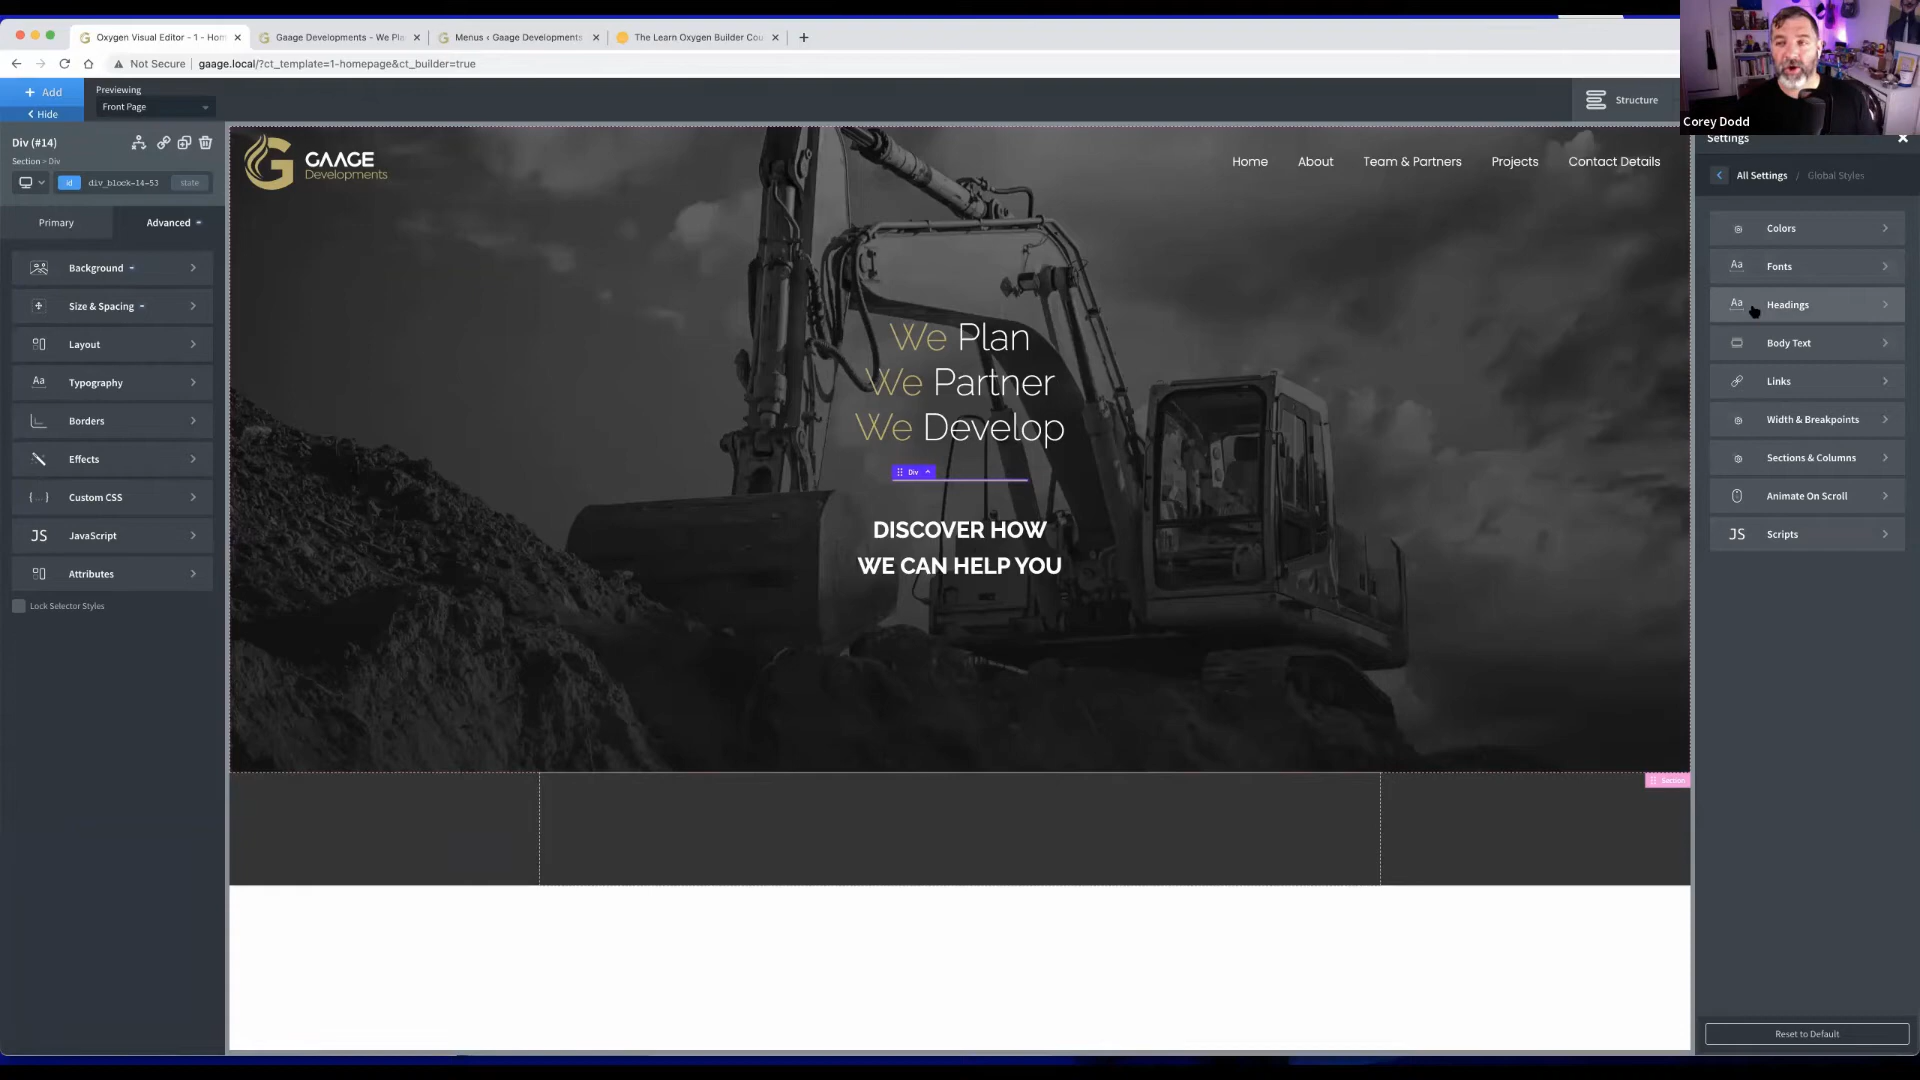 Oxygen Visual Editor - 1 - Hom
Gaage Developments - We Pla
Menus ‹ Gaage Developments
The Learn Oxygen Builder Cou
Not Secure
gaage.local/?ct_template=1-homepage&ct_builder=true
Corey Dodd
+ Add
Hide
Previewing
Front Page
Structure
Settings
All Settings / Global Styles
Div (#14)
Section > Div
id
div_block-14-53
state
Primary
Advanced
Background
Size & Spacing
Layout
Typography
Borders
Effects
Custom CSS
JS JavaScript
Attributes
Lock Selector Styles
G GAAGE
Developments
Home
About
Team & Partners
Projects
Contact Details
We Plan
We Partner
We Develop
Div
DISCOVER HOW
WE CAN HELP YOU
Section
Colors
Aa Fonts
Aa Headings
Body Text
Links
Width & Breakpoints
Sections & Columns
Animate On Scroll
JS Scripts
Reset to Default